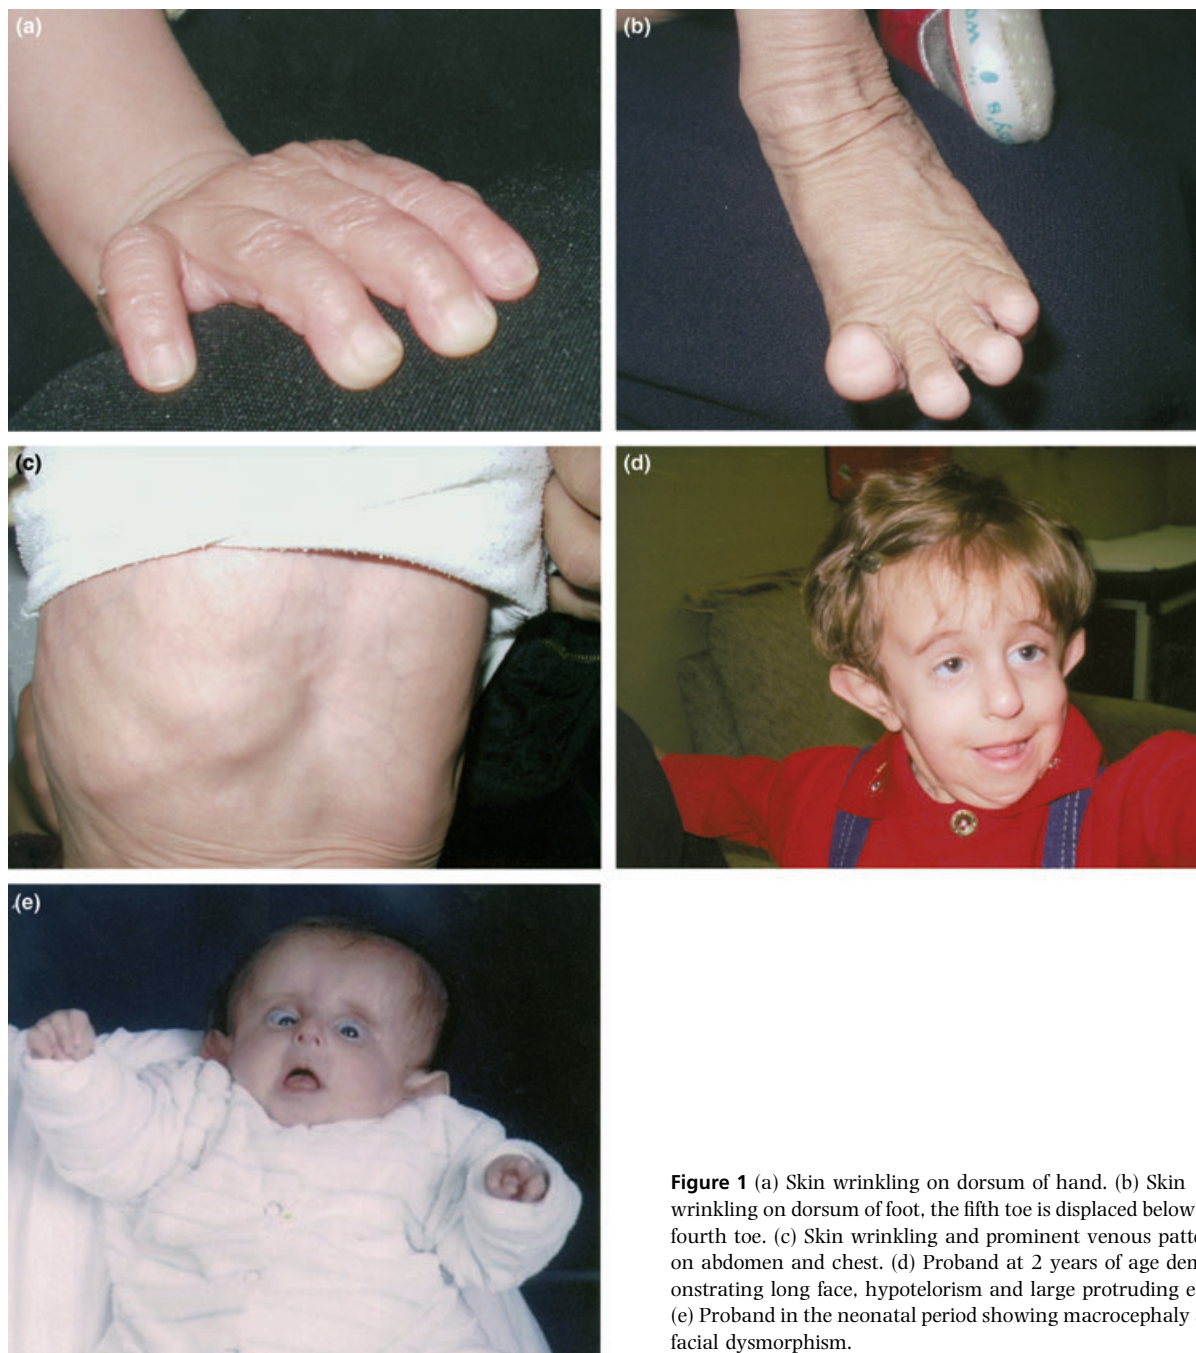 (a)
(b)
(c)
(d)
(e)
Figure 1 (a) Skin wrinkling on dorsum of hand. (b) Skin
wrinkling on dorsum of foot, the fifth toe is displaced below
fourth toe. (c) Skin wrinkling and prominent venous patte
on abdomen and chest. (d) Proband at 2 years of age dem
onstrating long face, hypotelorism and large protruding e
(e) Proband in the neonatal period showing macrocephaly
facial dysmorphism.